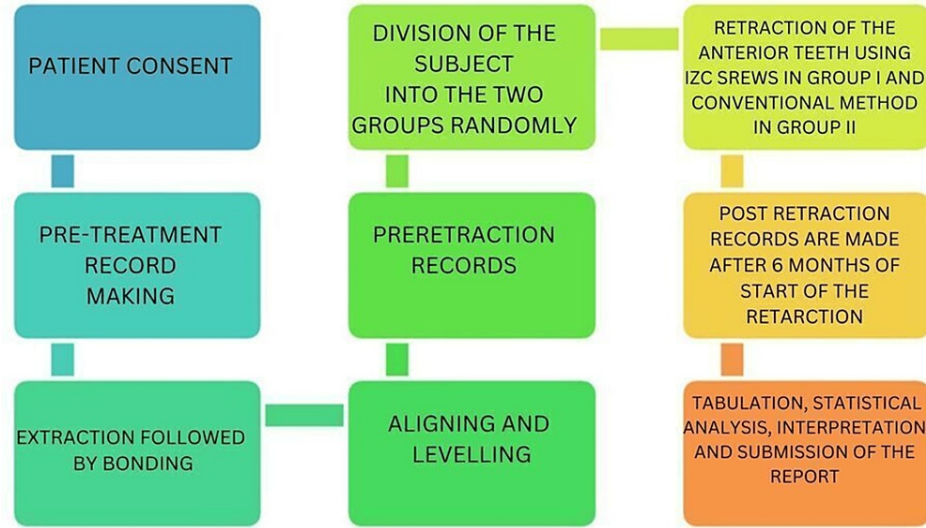 PATIENT CONSENT
PRE-TREATMENT
RECORD
MAKING
EXTRACTION FOLLOWED
BY BONDING
ALIGNING AND
LEVELLING
PRERETRACTION
RECORDS
DIVISION OF THE
SUBJECT
INTO THE TWO
GROUPS RANDOMLY
RETRACTION OF THE
ANTERIOR TEETH USING
IZC SREWS IN GROUP I AND
CONVENTIONAL METHOD
IN GROUP II
POST RETRACTION
RECORDS ARE MADE
AFTER 6 MONTHS OF
START OF THE
RETARCTION
TABULATION, STATISTICAL
ANALYSIS, INTERPRETATION
AND SUBMISSION OF THE
REPORT